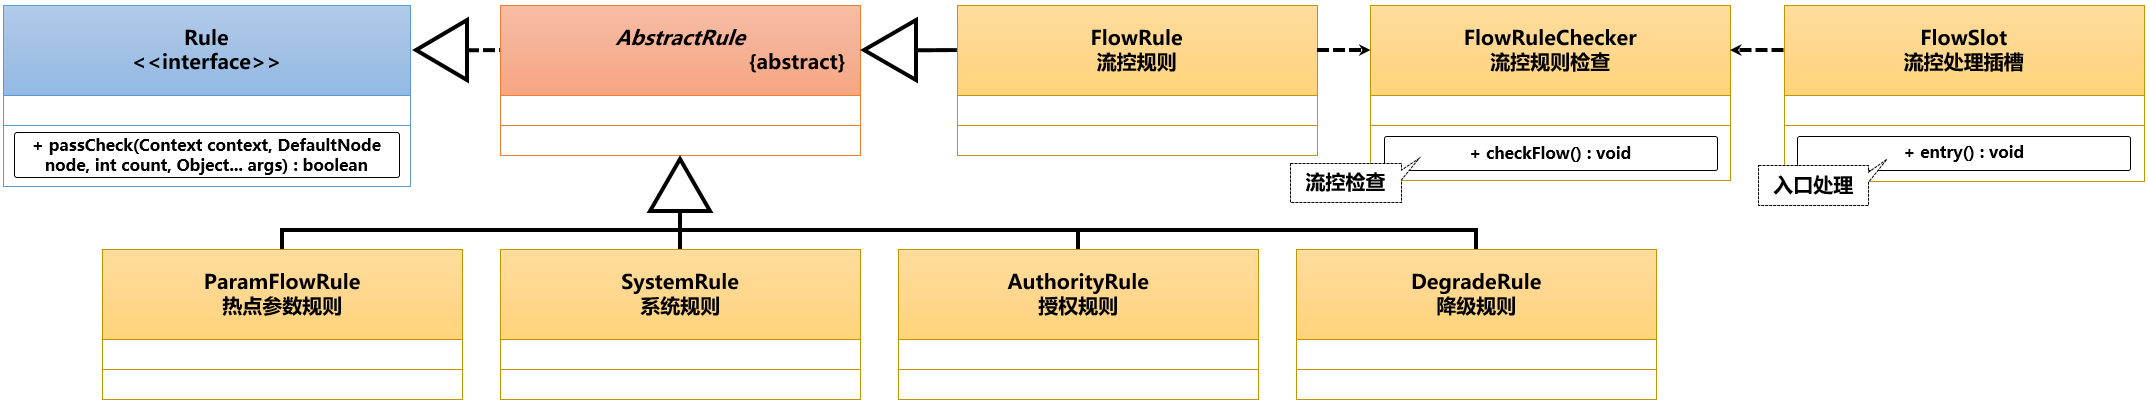 Rule
<<interface>>
+ passCheck(Context context, DefaultNode
node, int count, Object... args) : boolean
AbstractRule
{abstract}
FlowRule
流控规则
FlowRuleChecker
流控规则检查
+ checkFlow() : void
流控检查
FlowSlot
流控处理插槽
+ entry() : void
入口处理
ParamFlowRule
热点参数规则
SystemRule
系统规则
AuthorityRule
授权规则
DegradeRule
降级规则